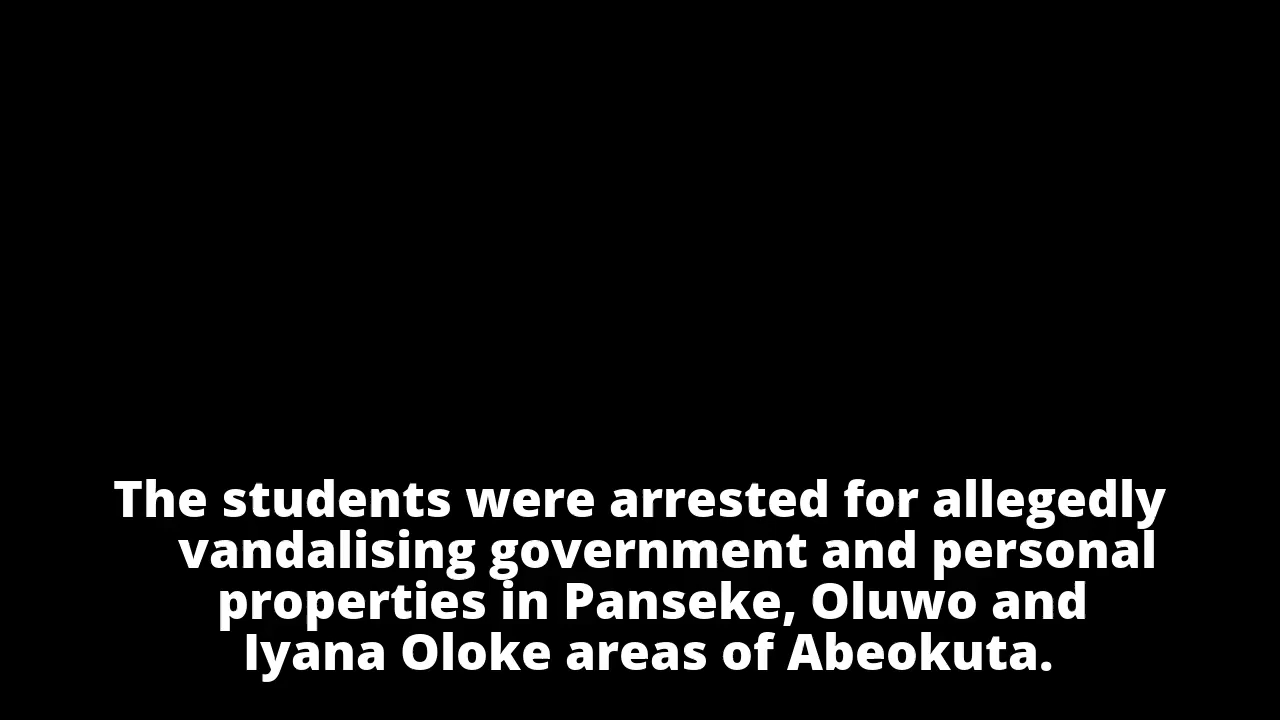 The students were arrested for allegedly
vandalising government and personal
properties in Panseke, Oluwo and
Iyana Oloke areas of Abeokuta.